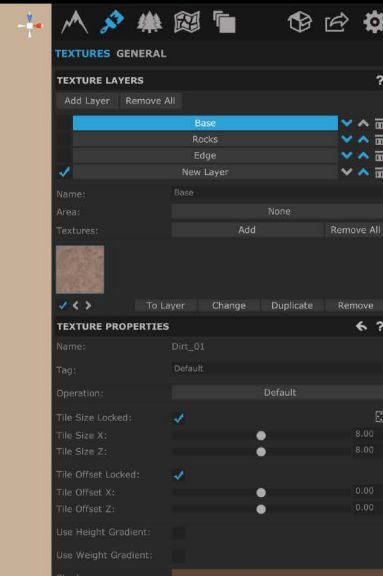 TEXTURES GENERAL
TEXTURE LAYERS ?
Add Layer Remove All
Base
Rocks
Edge
New Layer
Name: Base
Area: None
Textures: Add Remove All
To Layer Change Duplicate Remove
TEXTURE PROPERTIES ?
Name: Dirt_01
Tag: Default
Operation: Default
Tile Size Locked:
Tile Size X: 8.00
Tile Size Z: 8.00
Tile Offset Locked:
Tile Offset X: 0.00
Tile Offset Z: 0.00
Use Height Gradient:
Use Weight Gradient: